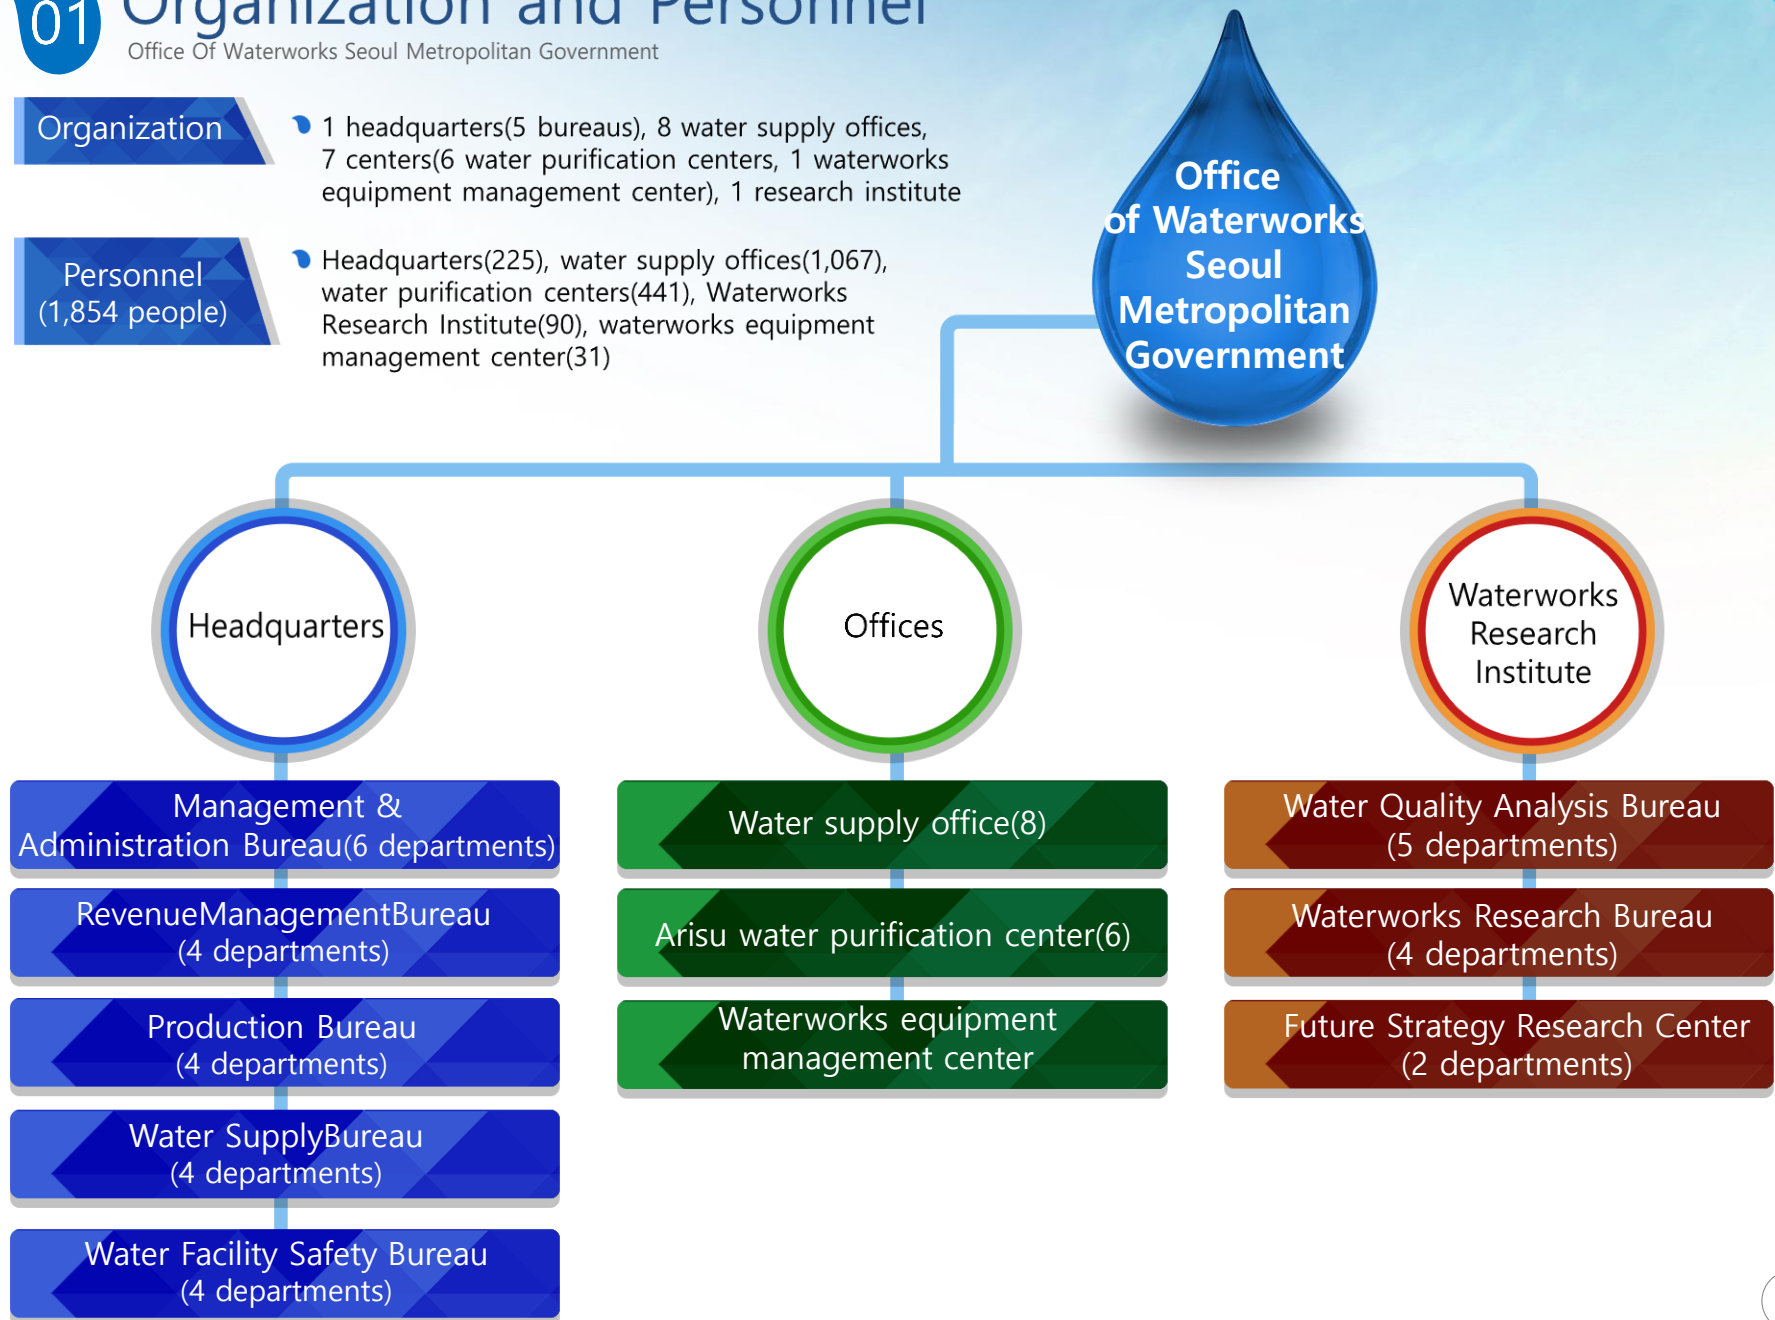 01
Organization and Personnel
Office Of Waterworks Seoul Metropolitan Government
Organization
1 headquarters(5 bureaus), 8 water supply offices,
7 centers(6 water purification centers, 1 waterworks
equipment management center), 1 research institute
Personnel
(1,854 people)
Headquarters(225), water supply offices(1,067),
water purification centers(441), Waterworks
Research Institute(90), waterworks equipment
management center(31)
Office
of Waterworks
Seoul
Metropolitan
Government
Headquarters
Management &
Administration Bureau(6 departments)
RevenueManagementBureau
(4 departments)
Production Bureau
(4 departments)
Water SupplyBureau
(4 departments)
Water Facility Safety Bureau
(4 departments)
Offices
Water supply office(8)
Arisu water purification center(6)
Waterworks equipment
management center
Waterworks
Research
Institute
Water Quality Analysis Bureau
(5 departments)
Waterworks Research Bureau
(4 departments)
Future Strategy Research Center
(2 departments)